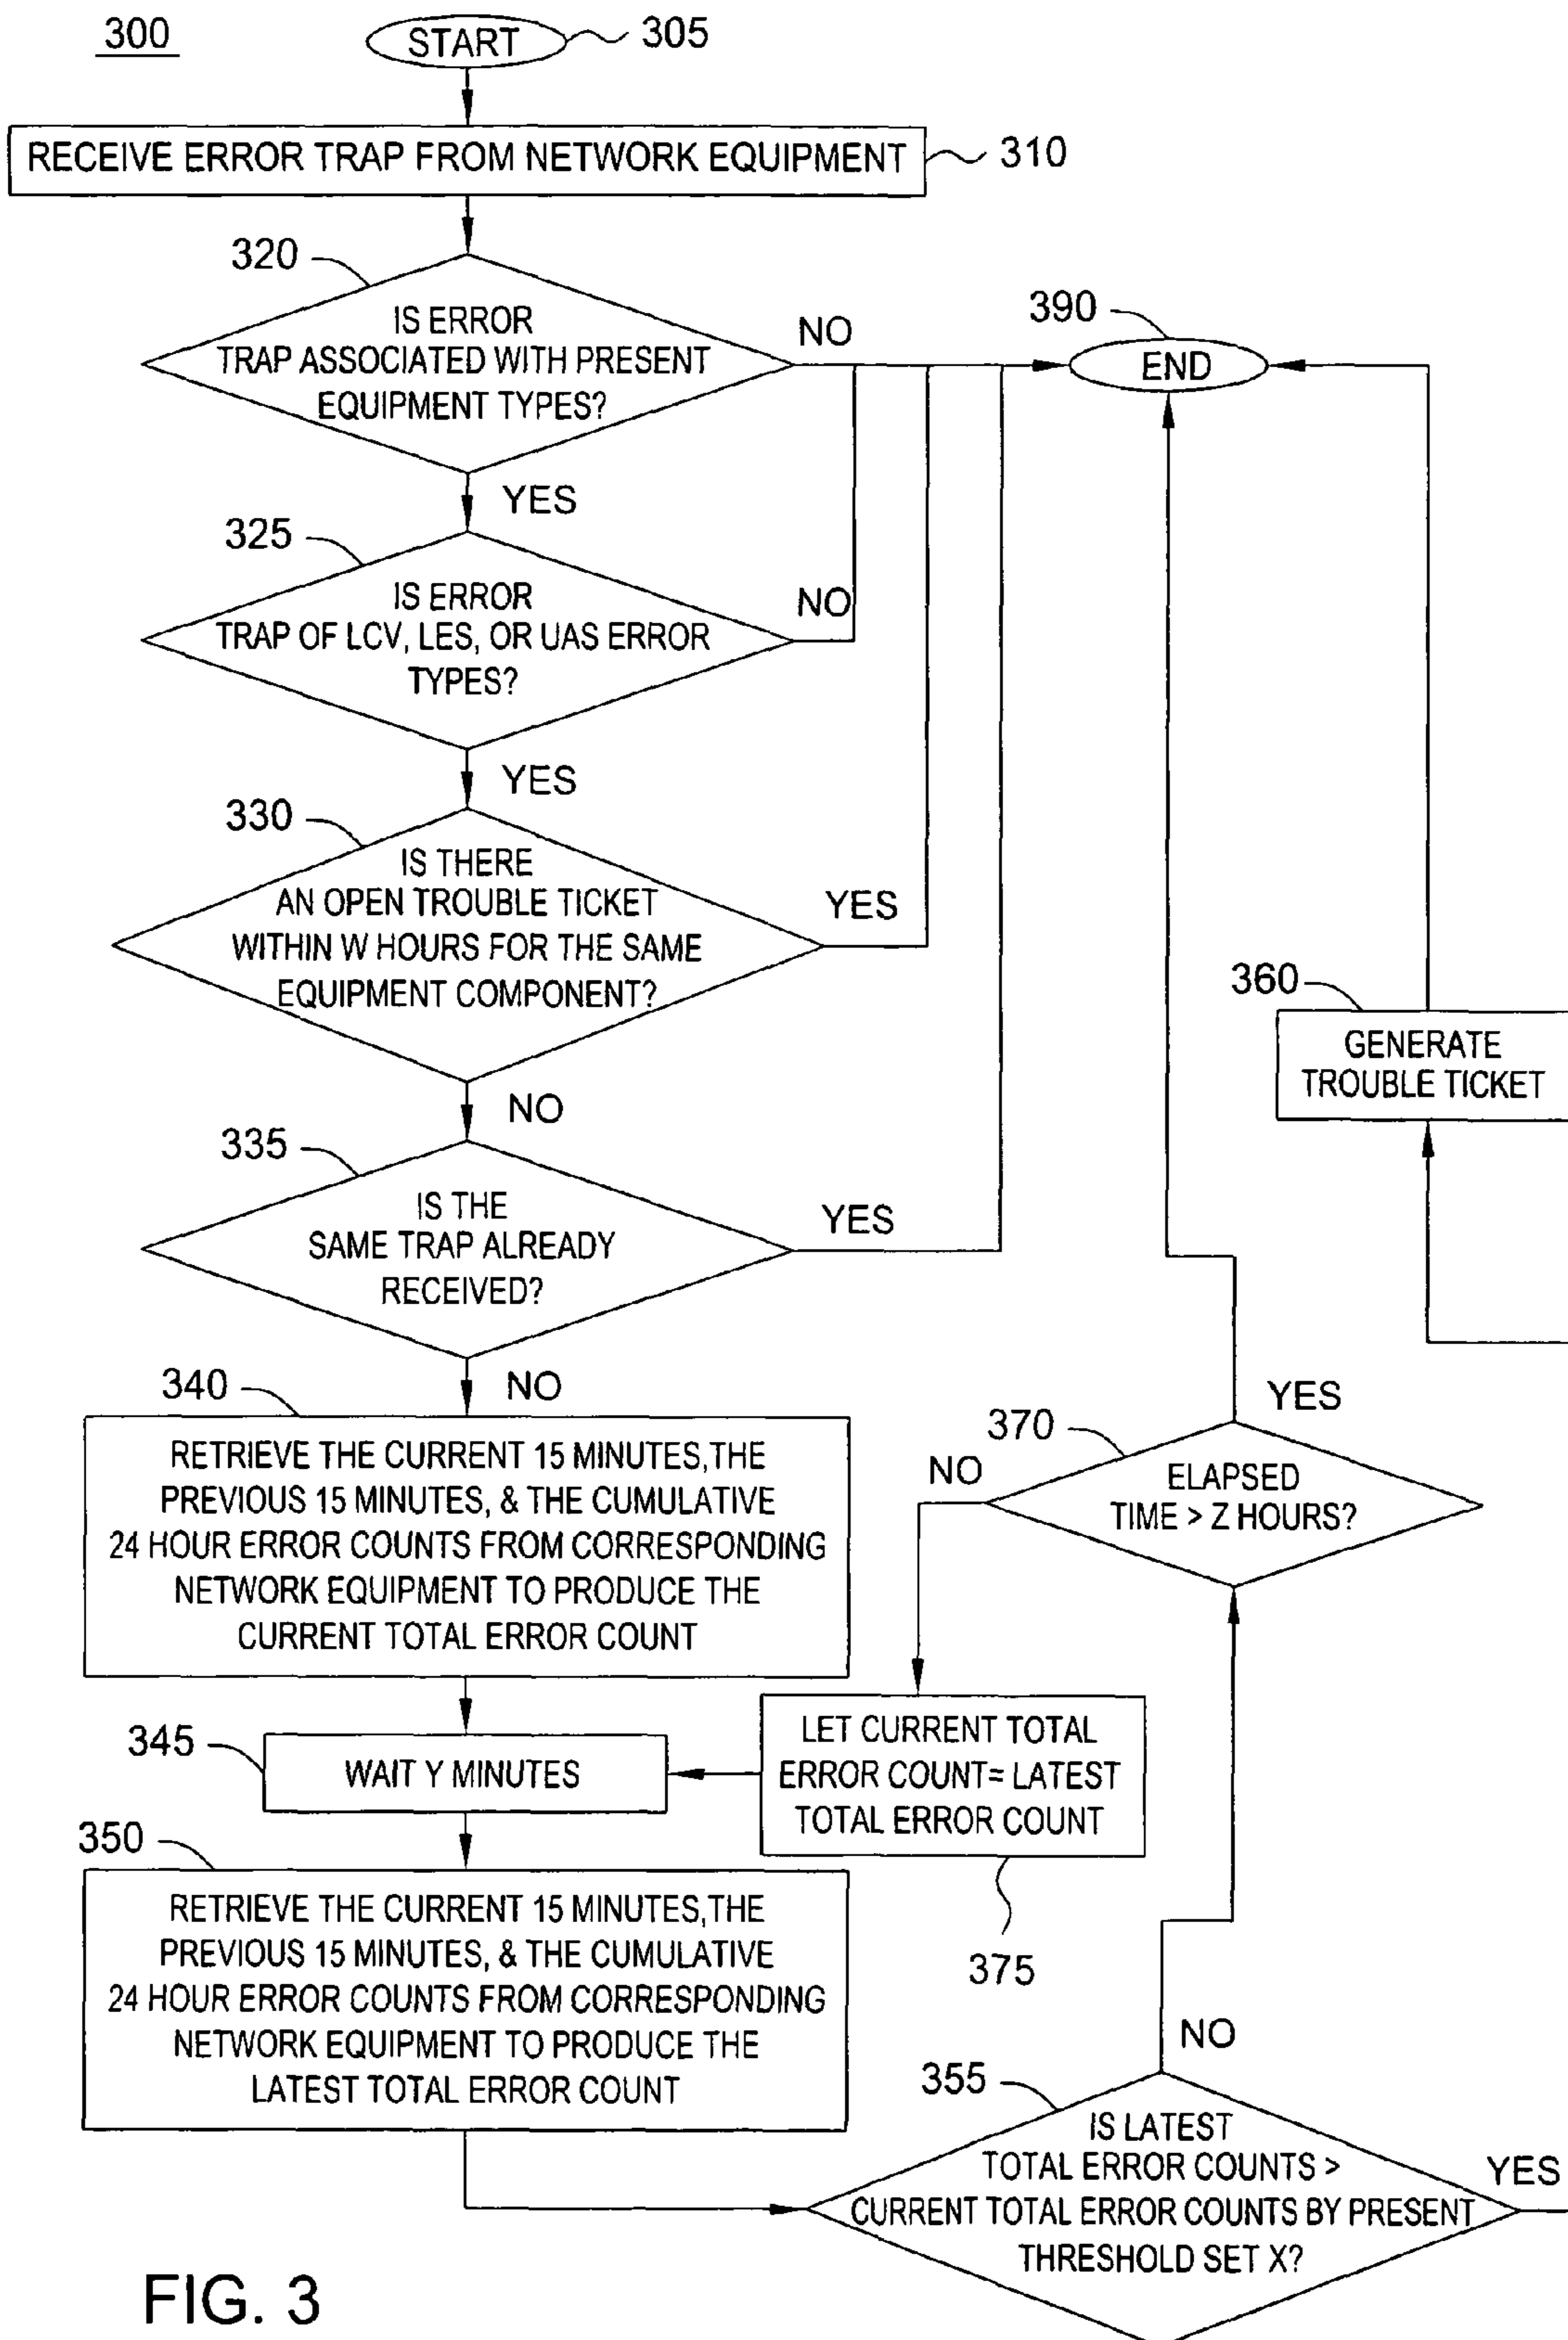 300
START
305
RECEIVE ERROR TRAP FROM NETWORK EQUIPMENT
310
320
IS ERROR
TRAP ASSOCIATED WITH PRESENT
EQUIPMENT TYPES?
NO
390
END
YES
325
IS ERROR
TRAP OF LCV, LES, OR UAS ERROR
TYPES?
NO
YES
330
IS THERE
AN OPEN TROUBLE TICKET
WITHIN W HOURS FOR THE SAME
EQUIPMENT COMPONENT?
YES
360
GENERATE
TROUBLE TICKET
NO
335
IS THE
SAME TRAP ALREADY
RECEIVED?
YES
NO
340
RETRIEVE THE CURRENT 15 MINUTES,THE
PREVIOUS 15 MINUTES, & THE CUMULATIVE
24 HOUR ERROR COUNTS FROM CORRESPONDING
NETWORK EQUIPMENT TO PRODUCE THE
CURRENT TOTAL ERROR COUNT
YES
370
NO
ELAPSED
TIME > Z HOURS?
345
WAIT Y MINUTES
LET CURRENT TOTAL
ERROR COUNT= LATEST
TOTAL ERROR COUNT
375
350
RETRIEVE THE CURRENT 15 MINUTES,THE
PREVIOUS 15 MINUTES, & THE CUMULATIVE
24 HOUR ERROR COUNTS FROM CORRESPONDING
NETWORK EQUIPMENT TO PRODUCE THE
LATEST TOTAL ERROR COUNT
NO
355
IS LATEST
TOTAL ERROR COUNTS >
CURRENT TOTAL ERROR COUNTS BY PRESENT
THRESHOLD SET X?
YES
FIG. 3